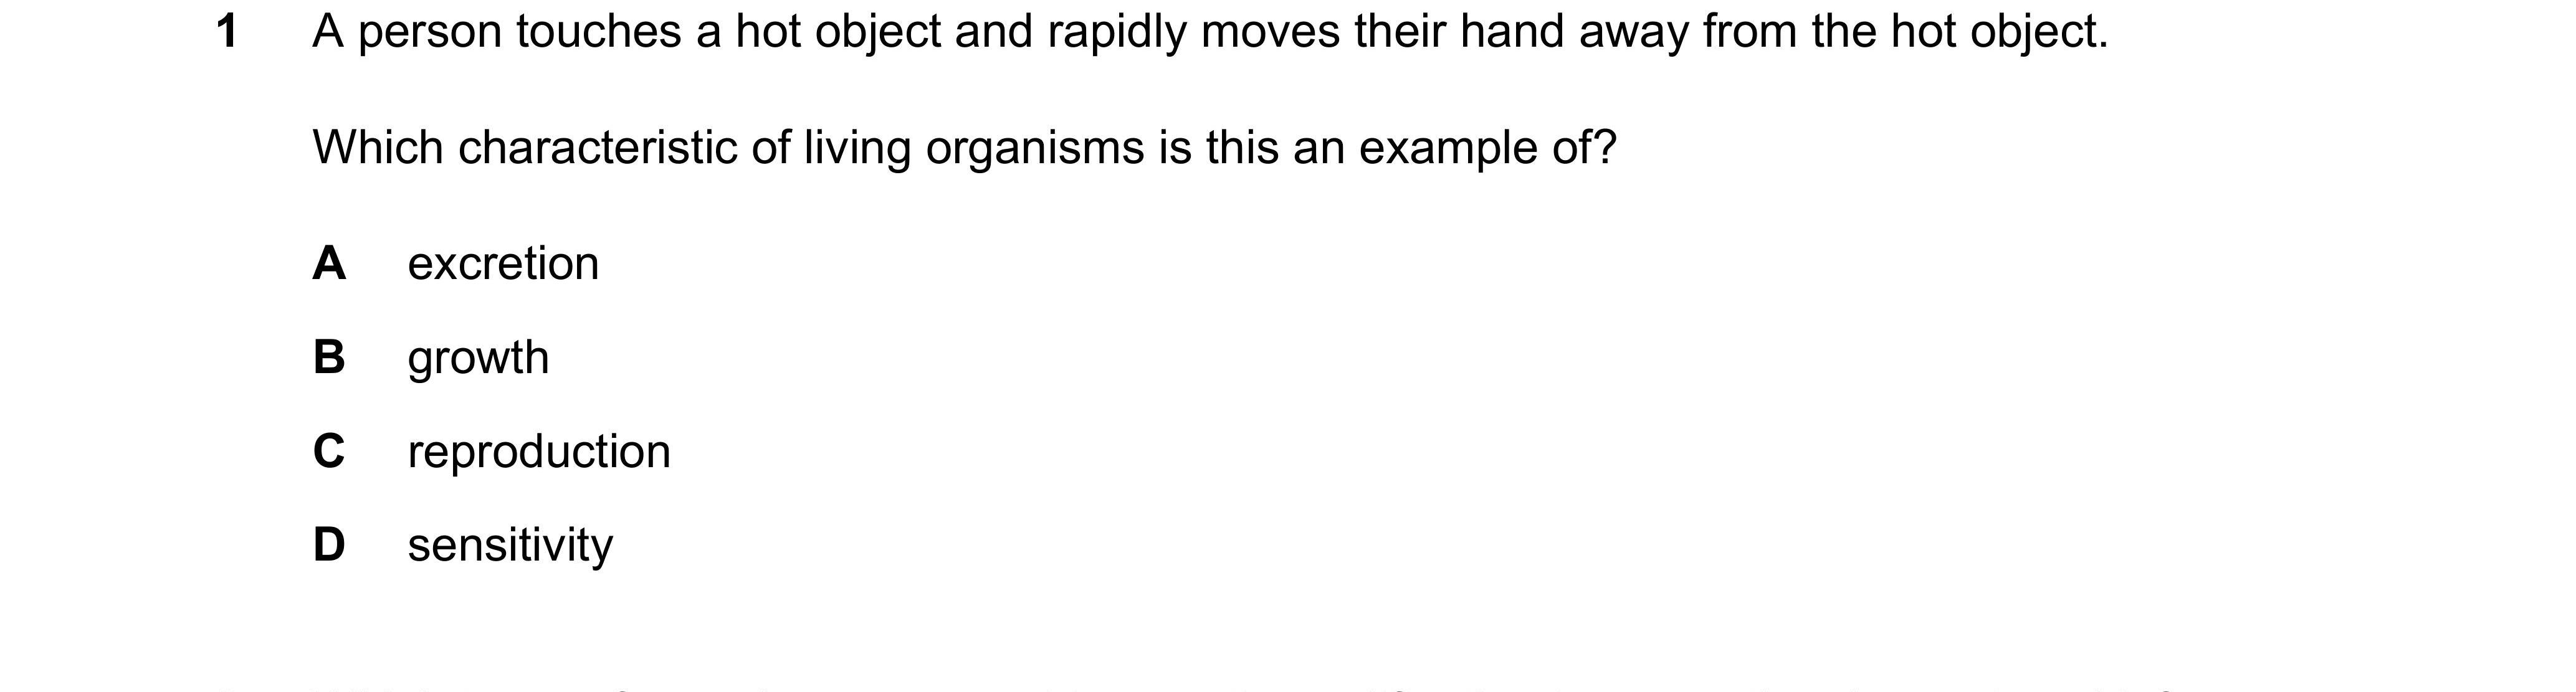 1 A person touches a hot object and rapidly moves their hand away from the hot object.
Which characteristic of living organisms is this an example of?
A excretion
B growth
C reproduction
D sensitivity